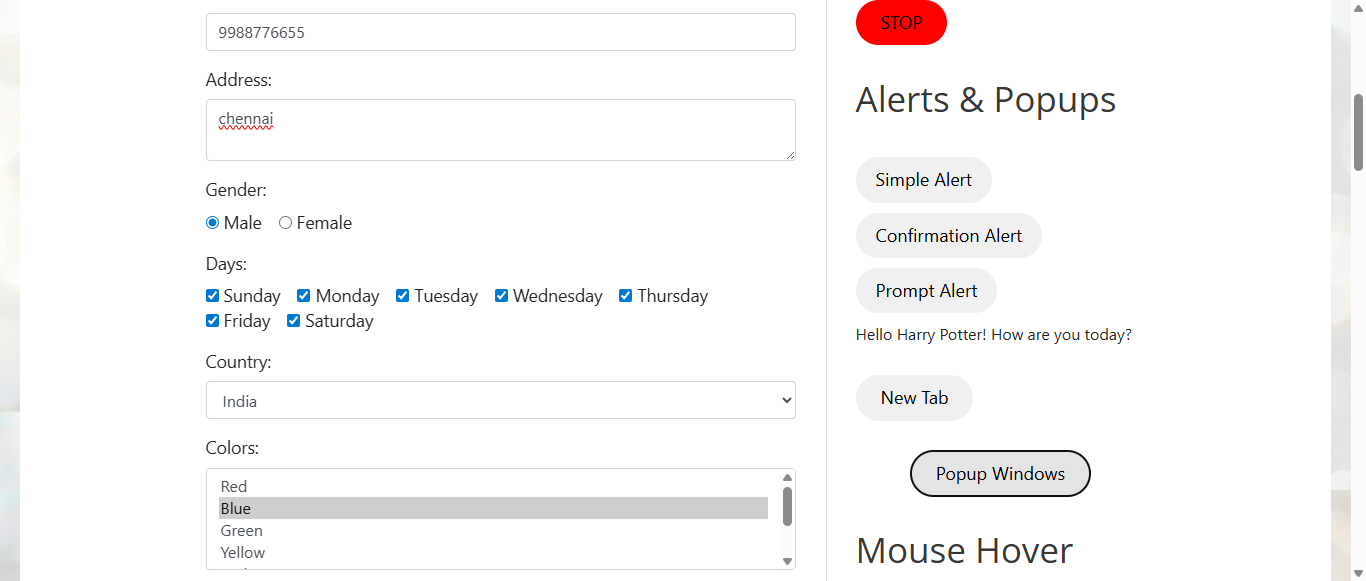 9988776655
Address:
chennai
Gender:
Male Female
Days:
Sunday Monday Tuesday Wednesday Thursday
Friday Saturday
Country:
India
Colors:
Red
Blue
Green
Yellow
STOP
Alerts & Popups
Simple Alert
Confirmation Alert
Prompt Alert
Hello Harry Potter! How are you today?
New Tab
Popup Windows
Mouse Hover